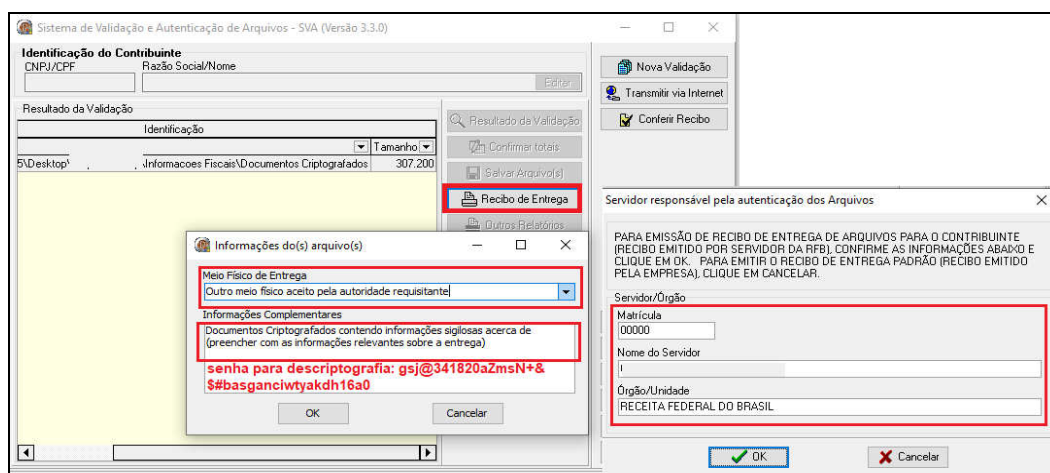 Sistema de Validação e Autenticação de Arquivos - SVA (Versão 3.3.0)
Identificação do Contribuinte
CNPJ/CPF Razão Social/Nome
Editar
Resultado da Validação
Identificação
Tamanho
5\Desktop\ . . .\Informacoes Fiscais\Documentos Criptografados 307.200
Resultado da Validação
Confirmar totais
Salvar Arquivo(s)
Recibo de Entrega
Outros Relatórios
Nova Validação
Transmitir via Internet
Conferir Recibo
Informações do(s) arquivo(s)
Meio Físico de Entrega
Outro meio físico aceito pela autoridade requisitante
Informações Complementares
Documentos Criptografados contendo informações sigilosas acerca de
(preencher com as informações relevantes sobre a entrega)
senha para descriptografia: gsj@341820aZmsN+&
$#basganciwtyakdh16a0
OK Cancelar
Servidor responsável pela autenticação dos Arquivos
PARA EMISSÃO DE RECIBO DE ENTREGA DE ARQUIVOS PARA O CONTRIBUINTE
(RECIBO EMITIDO POR SERVIDOR DA RFB), CONFIRME AS INFORMAÇÕES ABAIXO E
CLIQUE EM OK. PARA EMITIR O RECIBO DE ENTREGA PADRÃO (RECIBO EMITIDO
PELA EMPRESA), CLIQUE EM CANCELAR.
Servidor/Órgão
Matrícula
00000
Nome do Servidor
Órgão/Unidade
RECEITA FEDERAL DO BRASIL
OK Cancelar